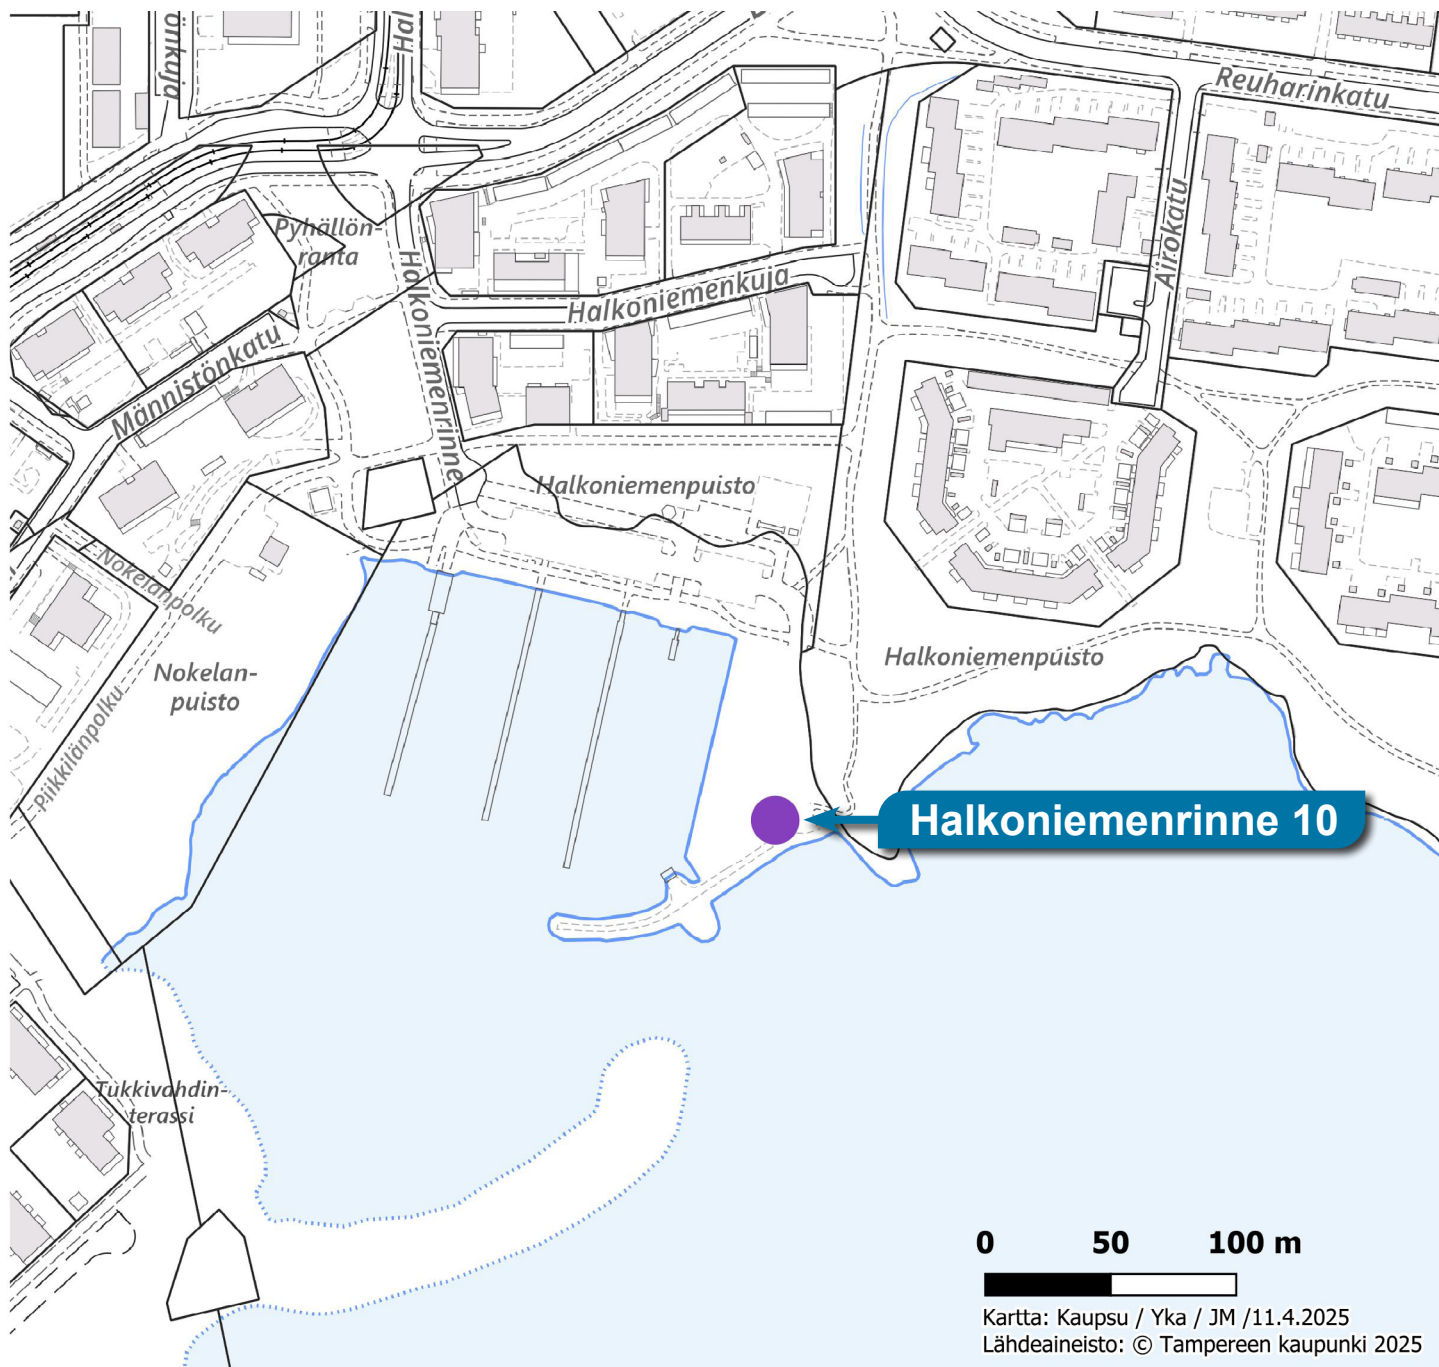 önkuja
Hal
Reuharinkatu
Airokatu
Pyhällön-
ranta
Halkoniemenkuja
Halkoniemenrinne
Männistönkatu
Halkoniemenpuisto
Nokelanpolku
Nokelan-
puisto
Piikkilänpolku
Halkoniemenpuisto
Halkoniemenrinne 10
Tukkivahdin-
terassi
0 50 100 m
Kartta: Kaupsu / Yka / JM /11.4.2025
Lähdeaineisto: © Tampereen kaupunki 2025